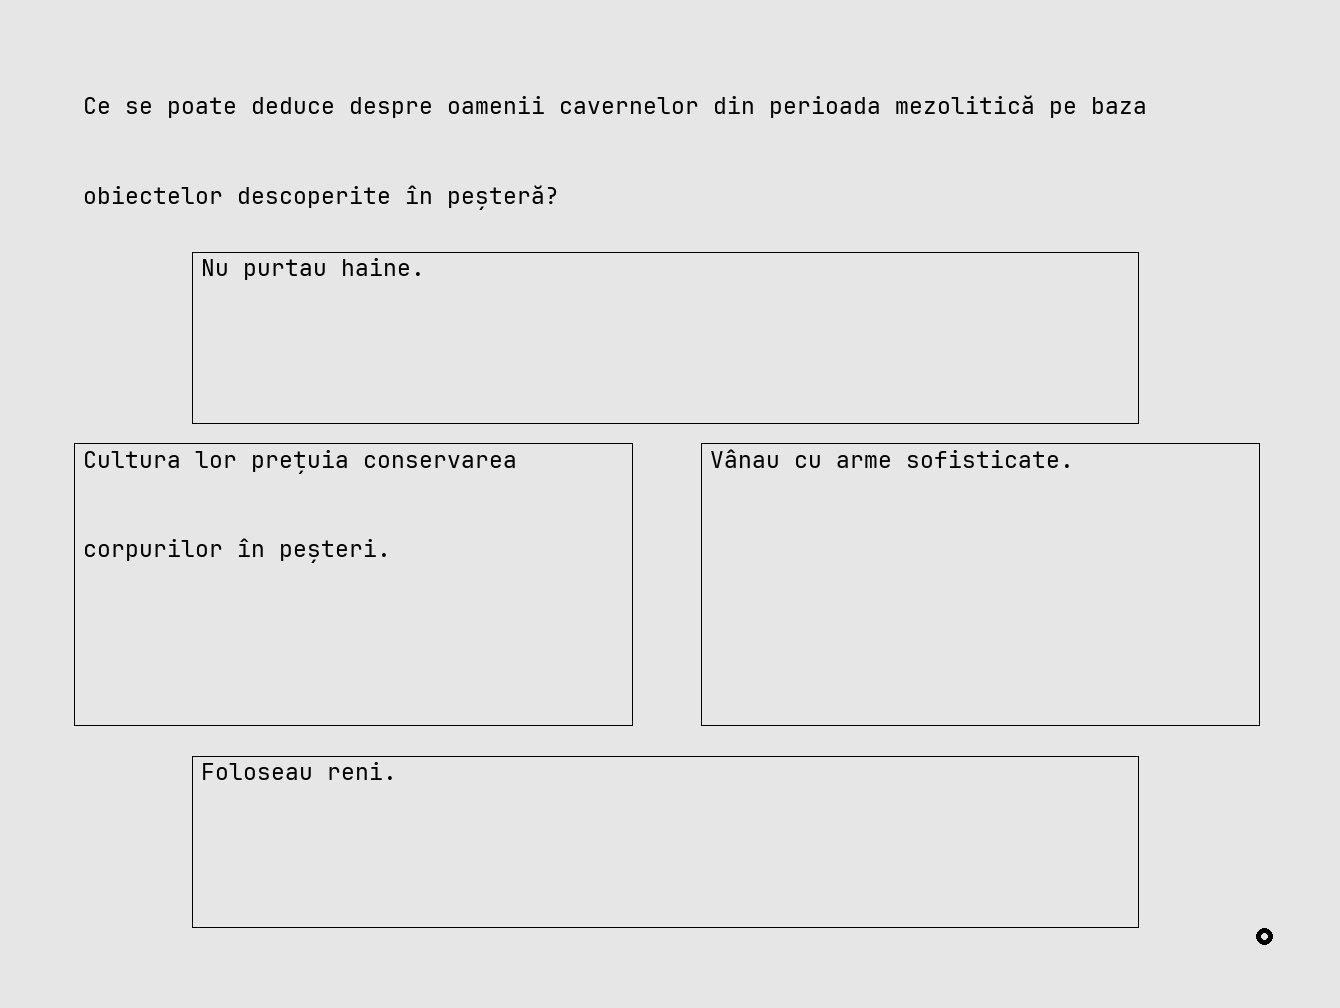 Ce se poate deduce despre oamenii cavernelor din perioada mezolitică pe baza
obiectelor descoperite în peșteră?
Nu purtau haine.
Cultura lor prețuia conservarea
corpurilor în peșteri.
Vânau cu arme sofisticate.
Foloseau reni.